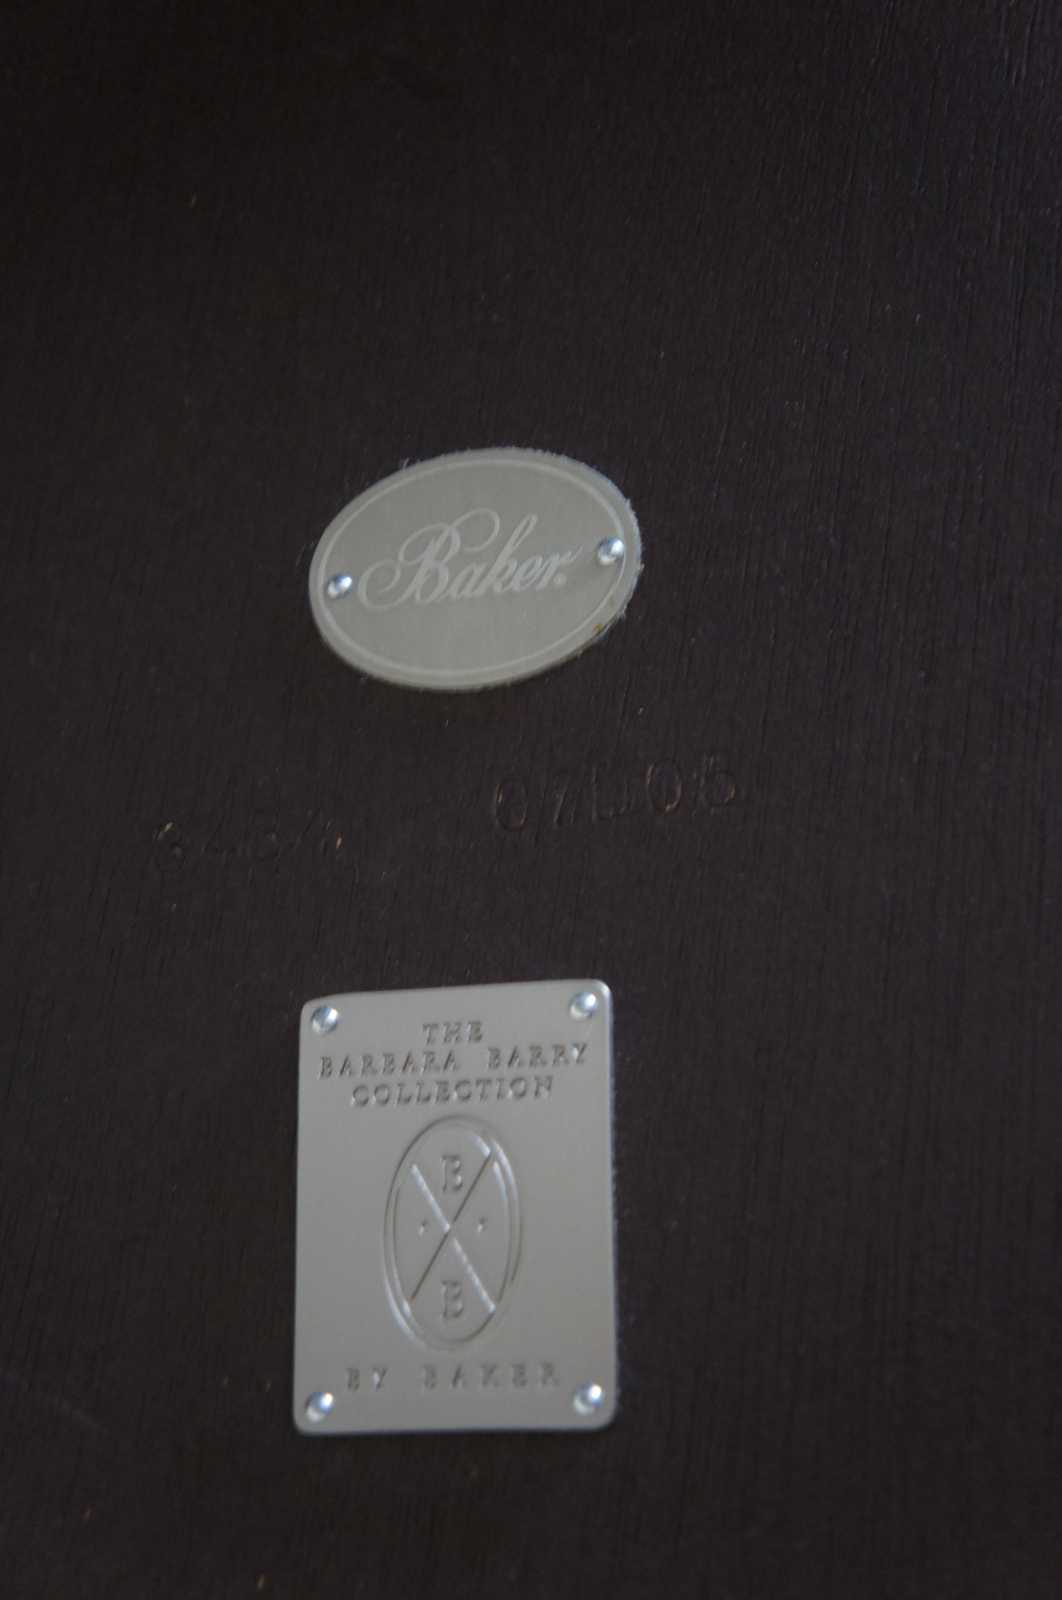 Baker.
THE
BARBARA BARRY
COLLECTION
B
B
BY BAKER